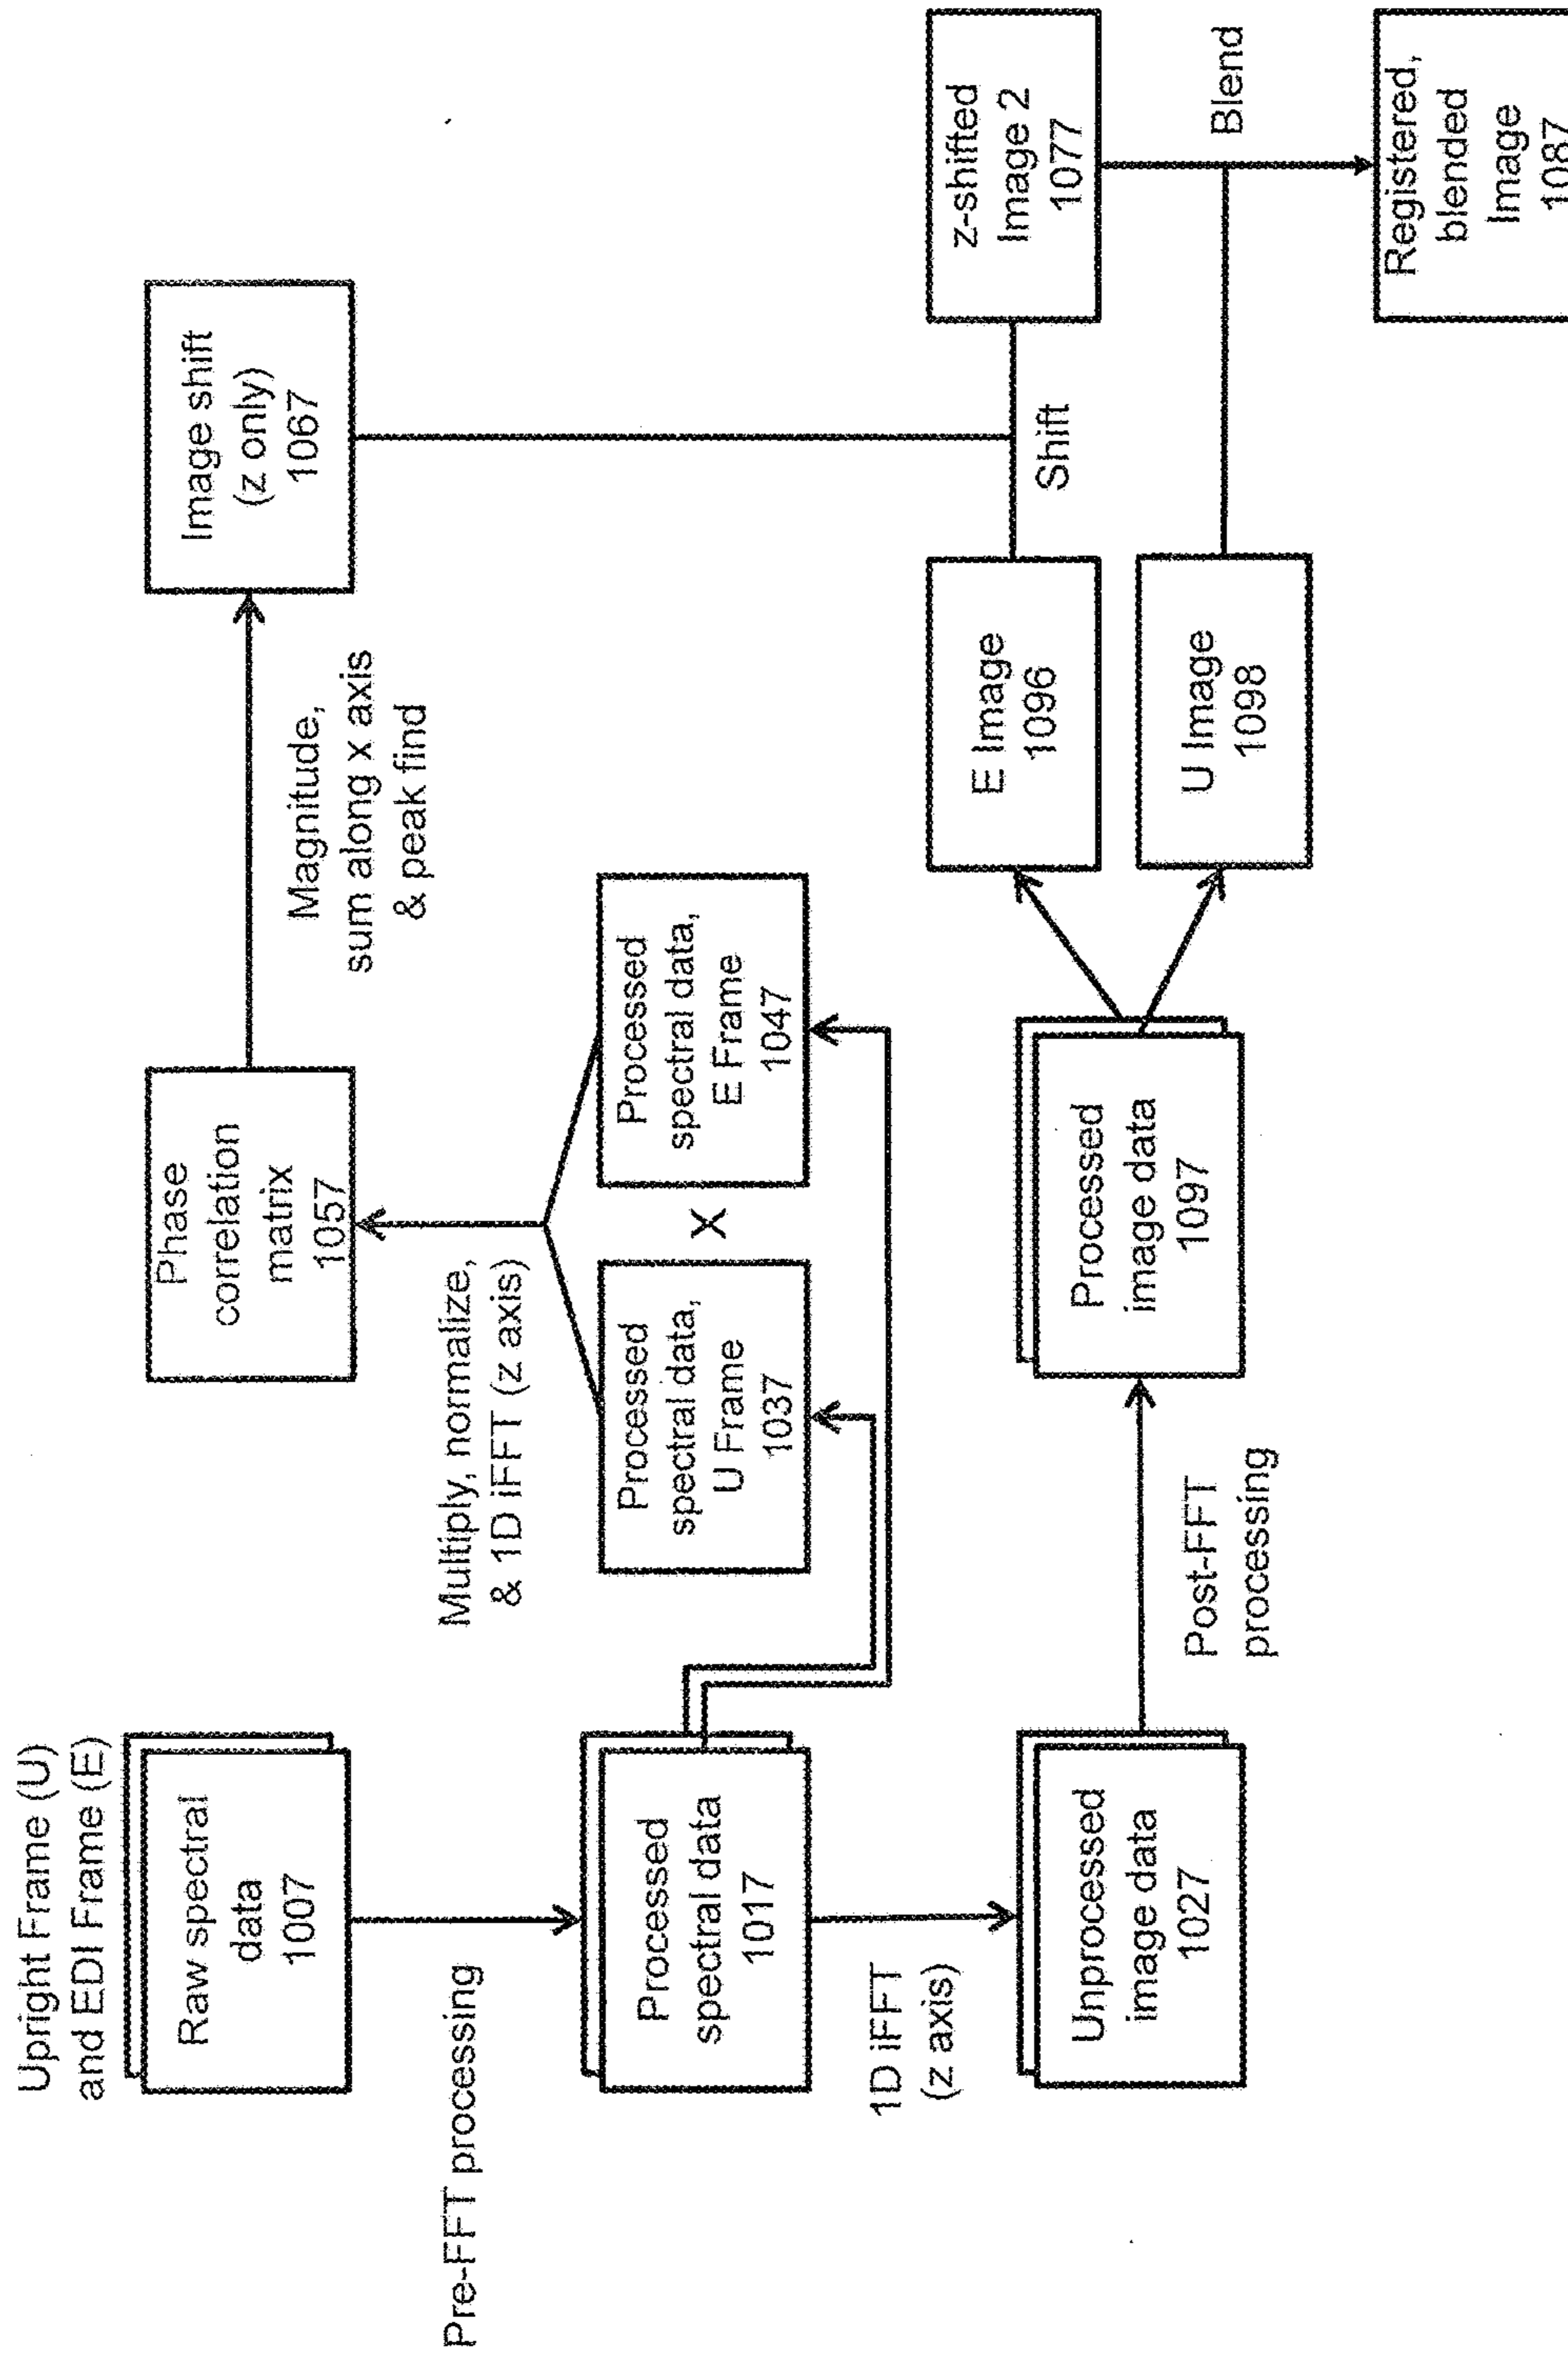 Upright Frame (U)
and EDI Frame (E)
Raw spectral
data
1007
Pre-FFT processing
Processed
spectral data
1017
1D iFFT
(z axis)
Unprocessed
image data
1027
Post-FFT
processing
Processed
image data
1097
Processed
spectral data,
U Frame
1037
X
Processed
spectral data,
E Frame
1047
Multiply, normalize,
& 1D iFFT (z axis)
Phase
correlation
matrix
1057
Magnitude,
sum along x axis
& peak find
Image shift
(z only)
1067
E Image
1096
U Image
1098
Shift
z-shifted
Image 2
1077
Blend
Registered,
blended
Image
1087